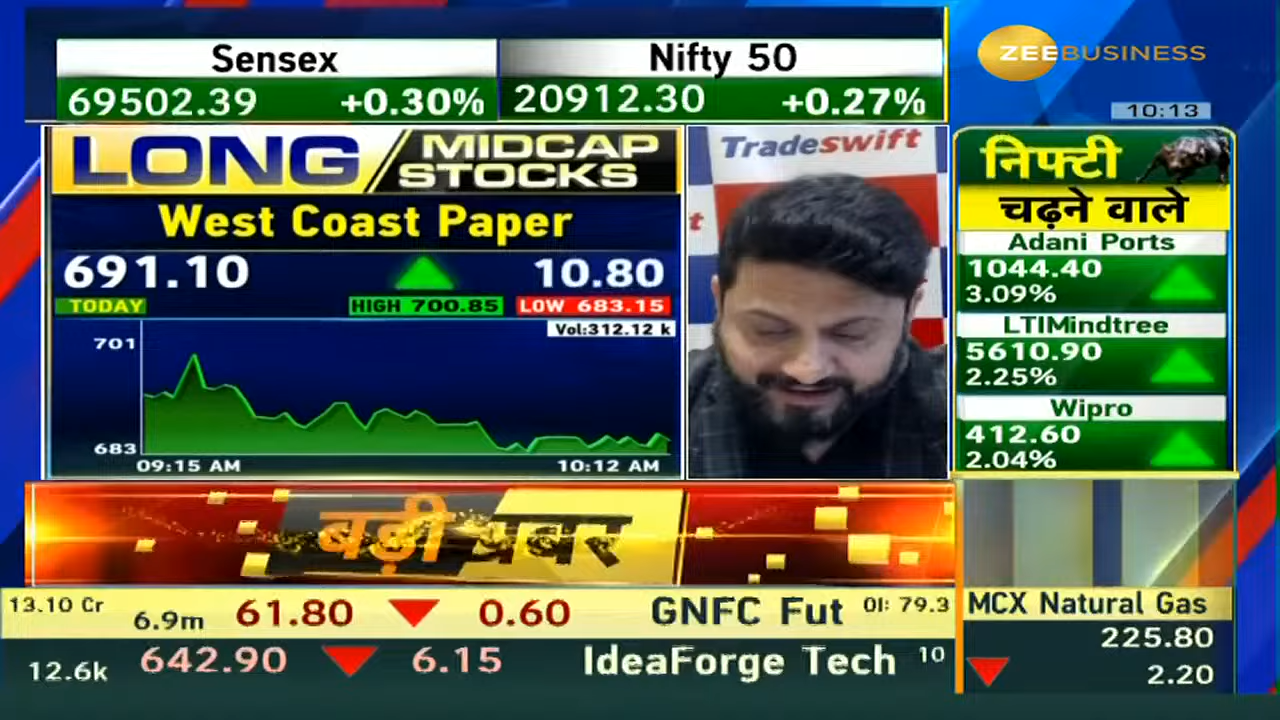 Sensex
69502.39 +0.30%
Nifty 50
20912.30 +0.27%
ZEEBUSINESS
10:13
LONG MIDCAP STOCKS
West Coast Paper
691.10 10.80
TODAY HIGH 700.85 LOW 683.15
Vol:312.12 k
701
683
09:15 AM 10:12 AM
Tradeswift
t
निफ्टी
चढ़ने वाले
Adani Ports
1044.40
3.09%
LTIMindtree
5610.90
2.25%
Wipro
412.60
2.04%
बड़ी खबर
13.10 Cr 6.9m 61.80 0.60 GNFC Fut OI: 79.3
12.6k 642.90 6.15 IdeaForge Tech 10
MCX Natural Gas
225.80
2.20